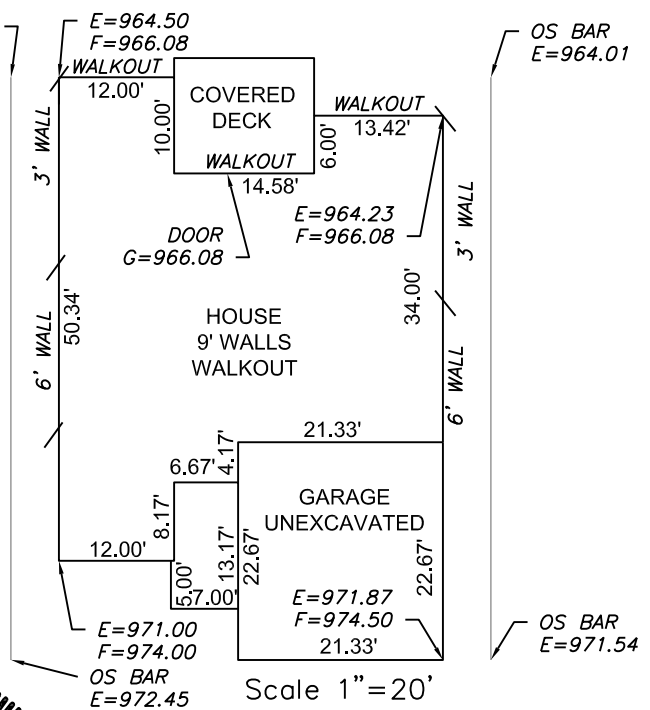 E=964.50
F=966.08
WALKOUT
12.00'
COVERED
DECK
10.00'
WALKOUT
14.58'
6.00'
WALKOUT
13.42'
OS BAR
E=964.01
3' WALL
DOOR
G=966.08
E=964.23
F=966.08
3' WALL
50.34'
34.00'
6' WALL
HOUSE
9' WALLS
WALKOUT
6' WALL
21.33'
6.67'
4.17'
GARAGE
UNEXCAVATED
8.17'
13.17'
22.67'
22.67'
12.00'
5.00'
7.00'
E=971.87
F=974.50
21.33'
E=971.00
F=974.00
OS BAR
E=971.54
OS BAR
E=972.45
Scale 1"=20'